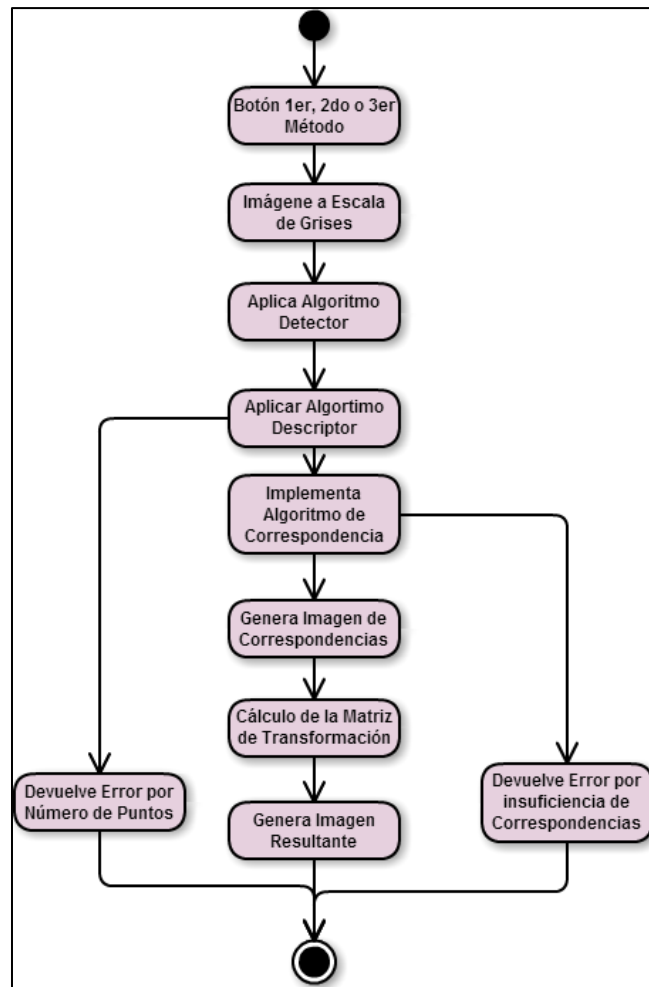 Botón 1er, 2do o 3er
Método
Imágene a Escala
de Grises
Aplica Algoritmo
Detector
Aplicar Algortimo
Descriptor
Implementa
Algoritmo de
Correspondencia
Genera Imagen de
Correspondencias
Cálculo de la Matriz
de Transformación
Devuelve Error por
Número de Puntos
Genera Imagen
Resultante
Devuelve Error por
insuficiencia de
Correspondencias